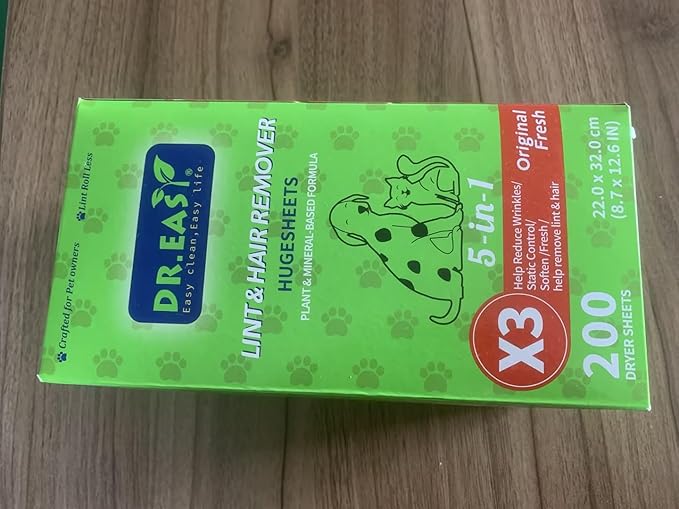 Crafted for Pet owners
Lint Roll Less
DR.EASY®
Easy clean,Easy life
LINT & HAIR REMOVER
HUGESHEETS
PLANT & MINERAL-BASED FORMULA
5-in-1
X3
Help Reduce Wrinkles/
Static Control/
Soften /Fresh/
help remove lint & hair
Original
Fresh
200
DRYER SHEETS
22.0 x 32.0 cm
(8.7 x 12.6 IN)